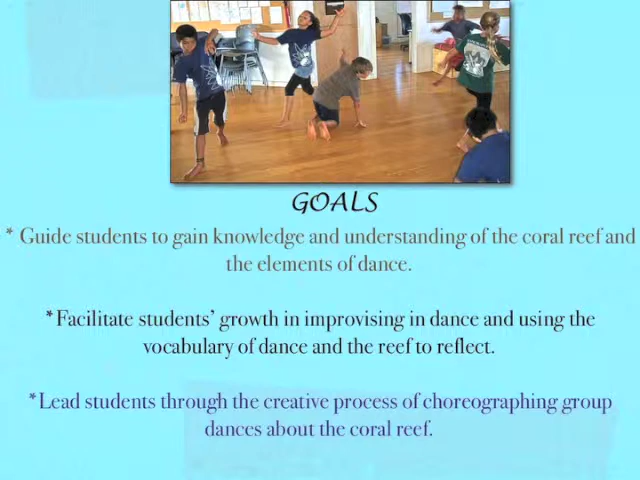 GOALS
* Guide students to gain knowledge and understanding of the coral reef and
the elements of dance.
*Facilitate students’ growth in improvising in dance and using the
vocabulary of dance and the reef to reflect.
*Lead students through the creative process of choreographing group
dances about the coral reef.